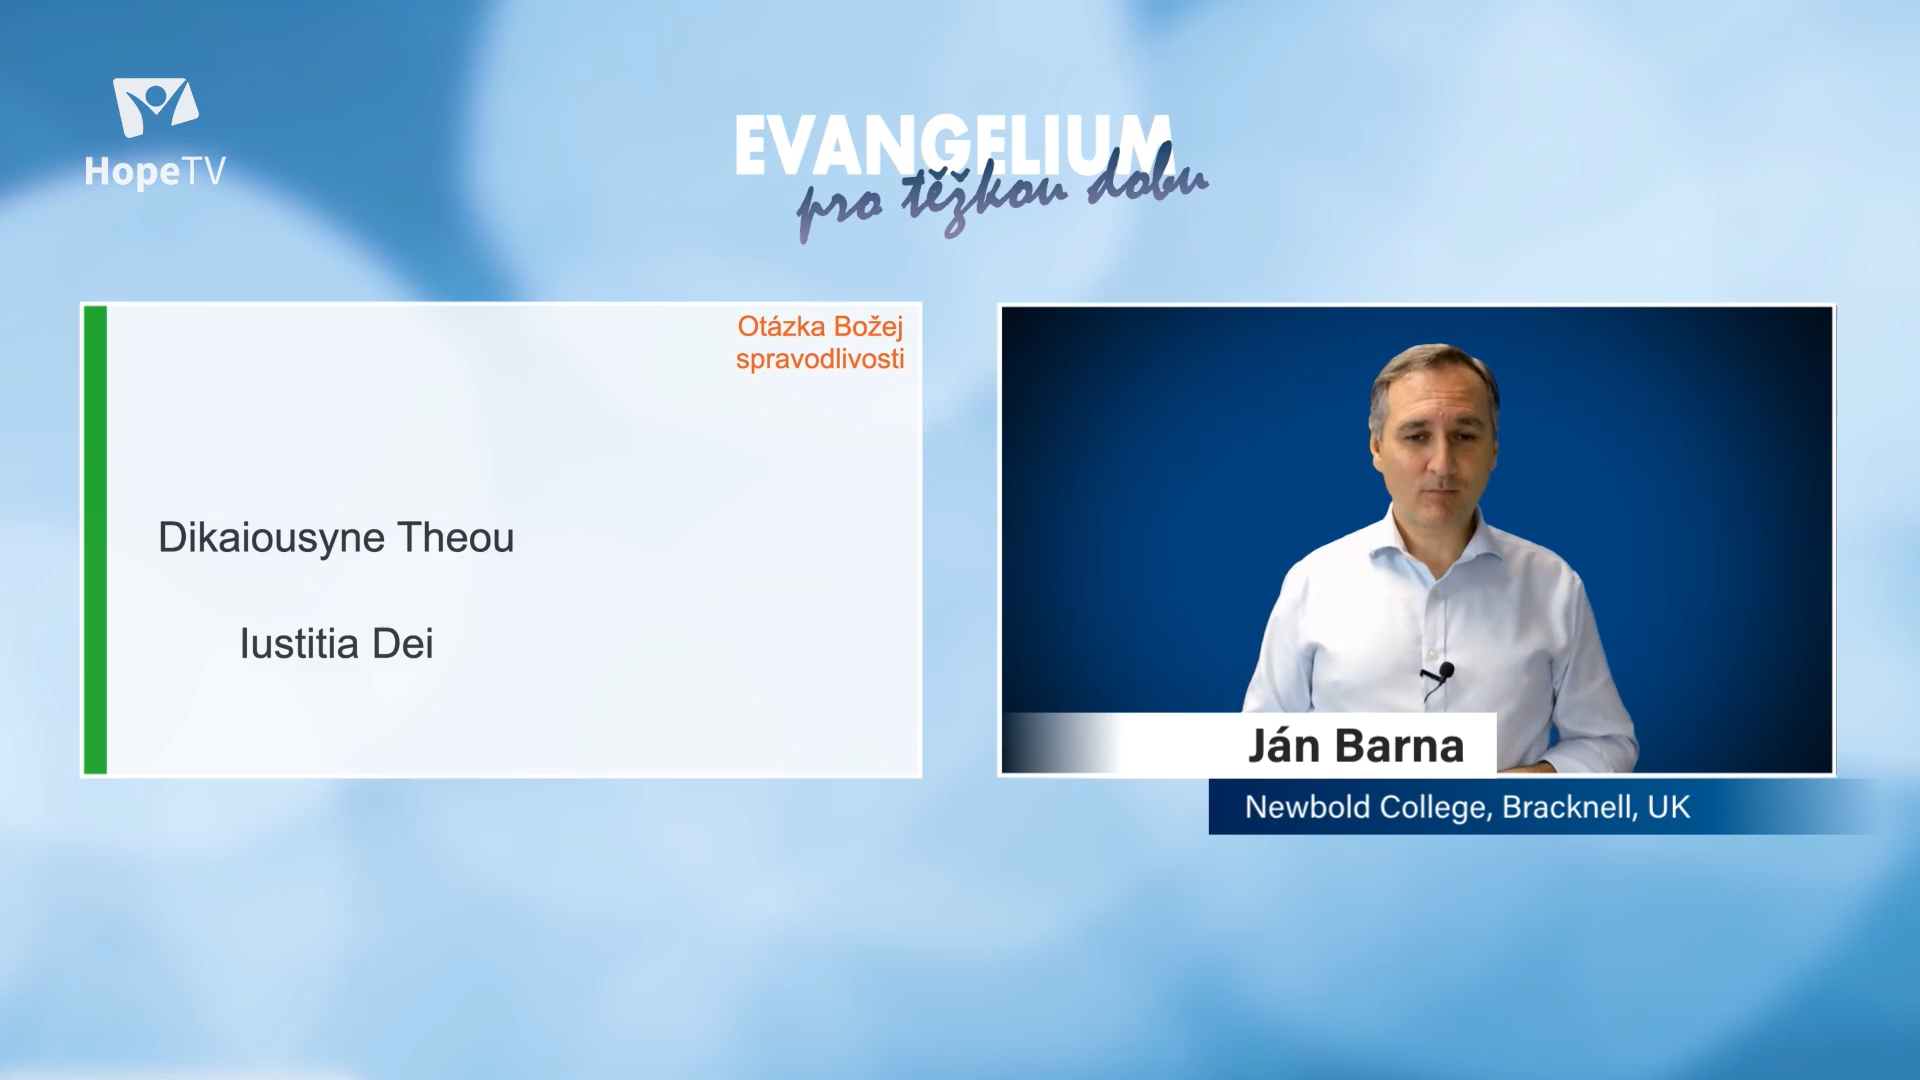 HopeTV
EVANGELIUM
pro těžkou dobu
Otázka Božej
spravodlivosti
Dikaiousyne Theou
Iustitia Dei
Ján Barna
Newbold College, Bracknell, UK